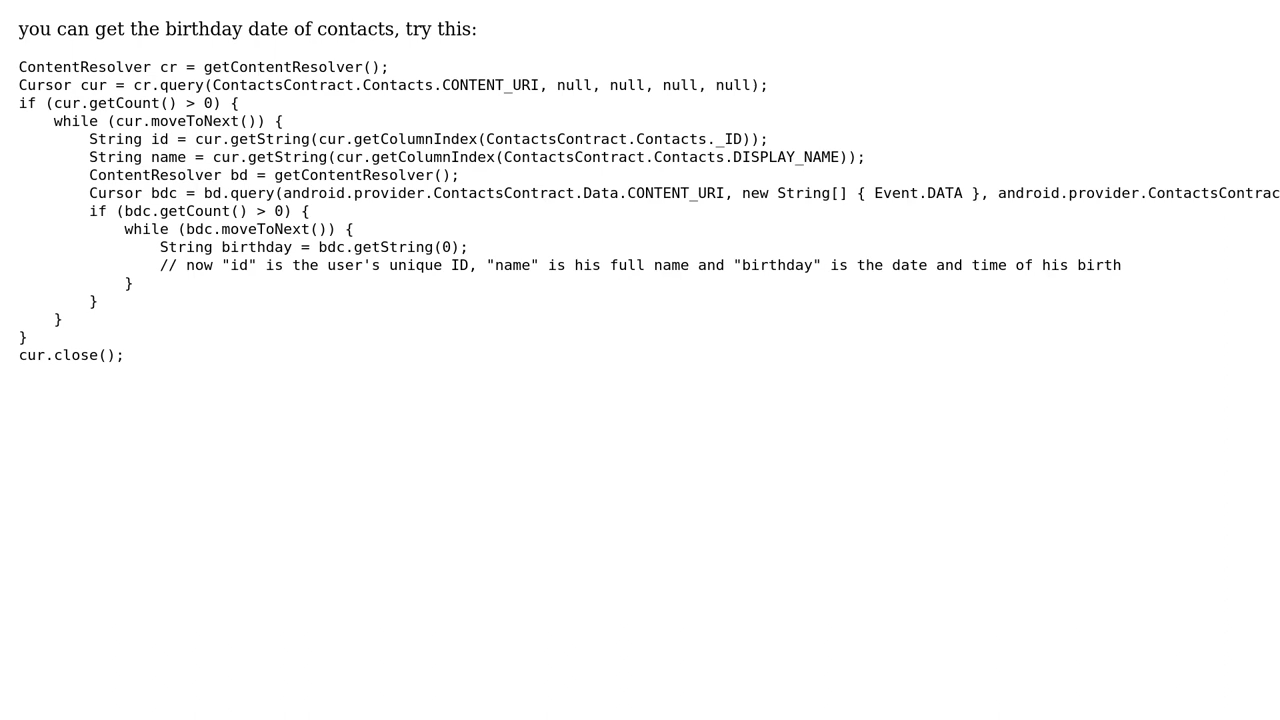 you can get the birthday date of contacts, try this:
ContentResolver cr = getContentResolver();
Cursor cur = cr.query(ContactsContract.Contacts.CONTENT_URI, null, null, null, null);
if (cur.getCount() > 0) {
    while (cur.moveToNext()) {
        String id = cur.getString(cur.getColumnIndex(ContactsContract.Contacts._ID));
        String name = cur.getString(cur.getColumnIndex(ContactsContract.Contacts.DISPLAY_NAME));
        ContentResolver bd = getContentResolver();
        Cursor bdc = bd.query(android.provider.ContactsContract.Data.CONTENT_URI, new String[] { Event.DATA }, android.provider.ContactsContrac
        if (bdc.getCount() > 0) {
            while (bdc.moveToNext()) {
                String birthday = bdc.getString(0);
                // now "id" is the user's unique ID, "name" is his full name and "birthday" is the date and time of his birth
            }
        }
    }
}
cur.close();